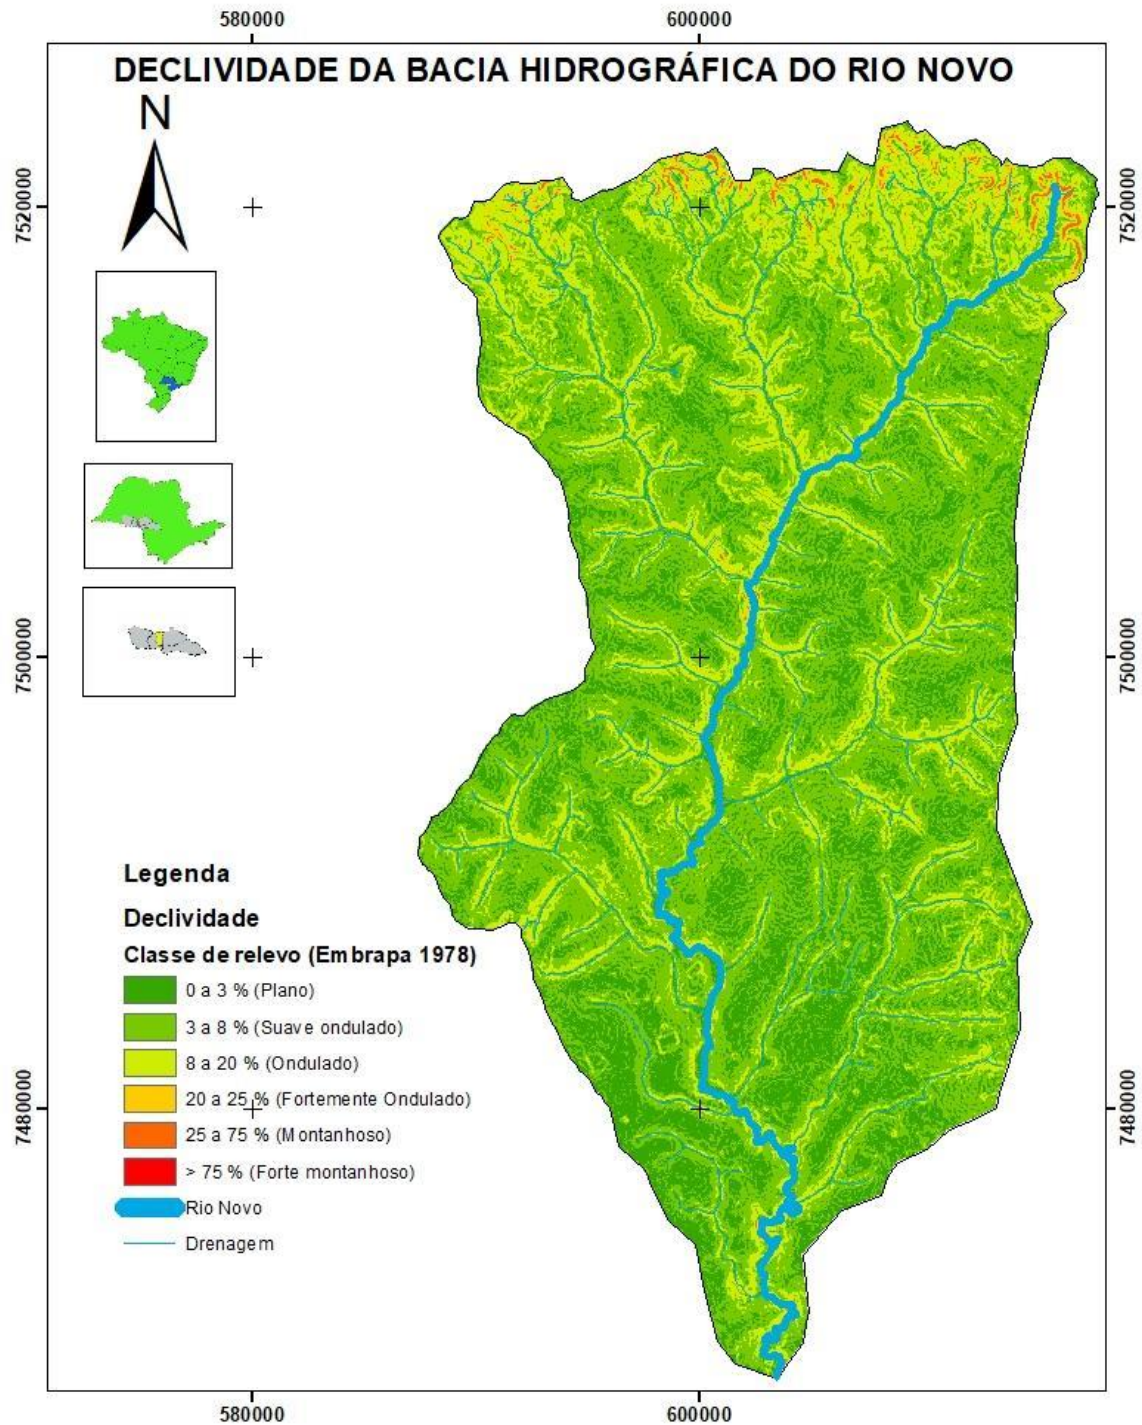 580000
600000
DECLIVIDADE DA BACIA HIDROGRÁFICA DO RIO NOVO
N
7520000
7520000
7500000
7500000
Legenda
Declividade
Classe de relevo (Embrapa 1978)
0 a 3 % (Plano)
3 a 8 % (Suave ondulado)
8 a 20 % (Ondulado)
20 a 25 % (Fortemente Ondulado)
25 a 75 % (Montanhoso)
> 75 % (Forte montanhoso)
Rio Novo
Drenagem
7480000
7480000
580000
600000